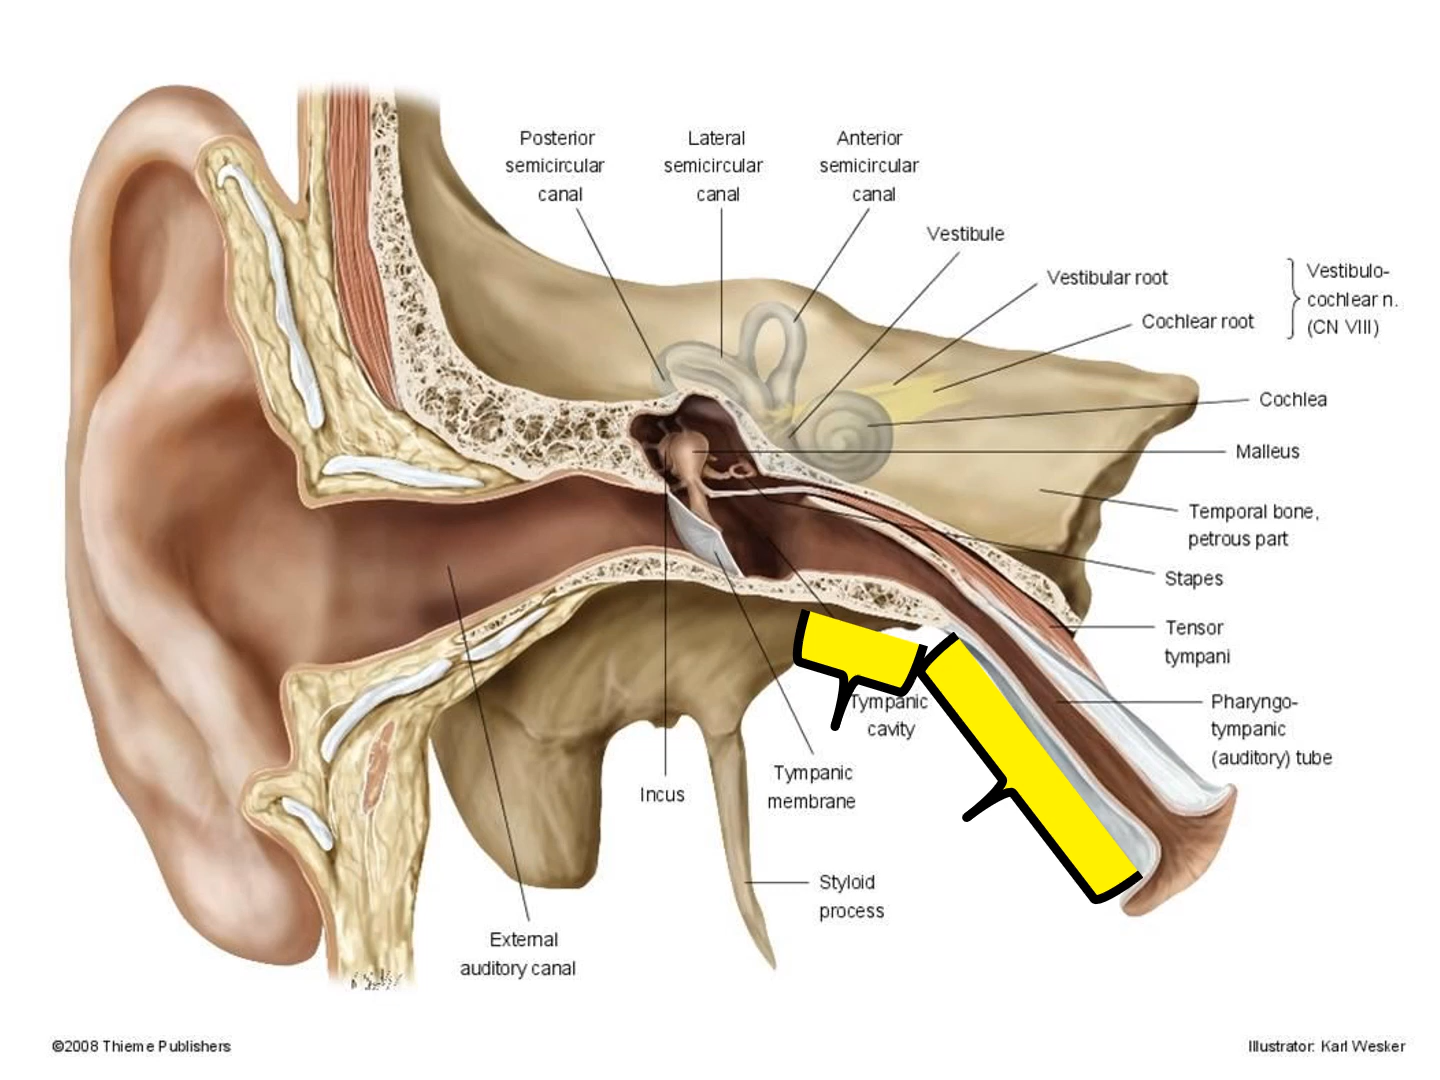 Posterior
semicircular
canal
Lateral
semicircular
canal
Anterior
semicircular
canal
Vestibule
Vestibular root
Cochlear root
Vestibulo-
cochlear n.
(CN VIII)
Cochlea
Malleus
Temporal bone,
petrous part
Stapes
Tensor
tympani
Pharyngo-
tympanic
(auditory) tube
Tympanic
cavity
Tympanic
membrane
Incus
Styloid
process
External
auditory canal
©2008 Thieme Publishers
Illustrator: Karl Wesker